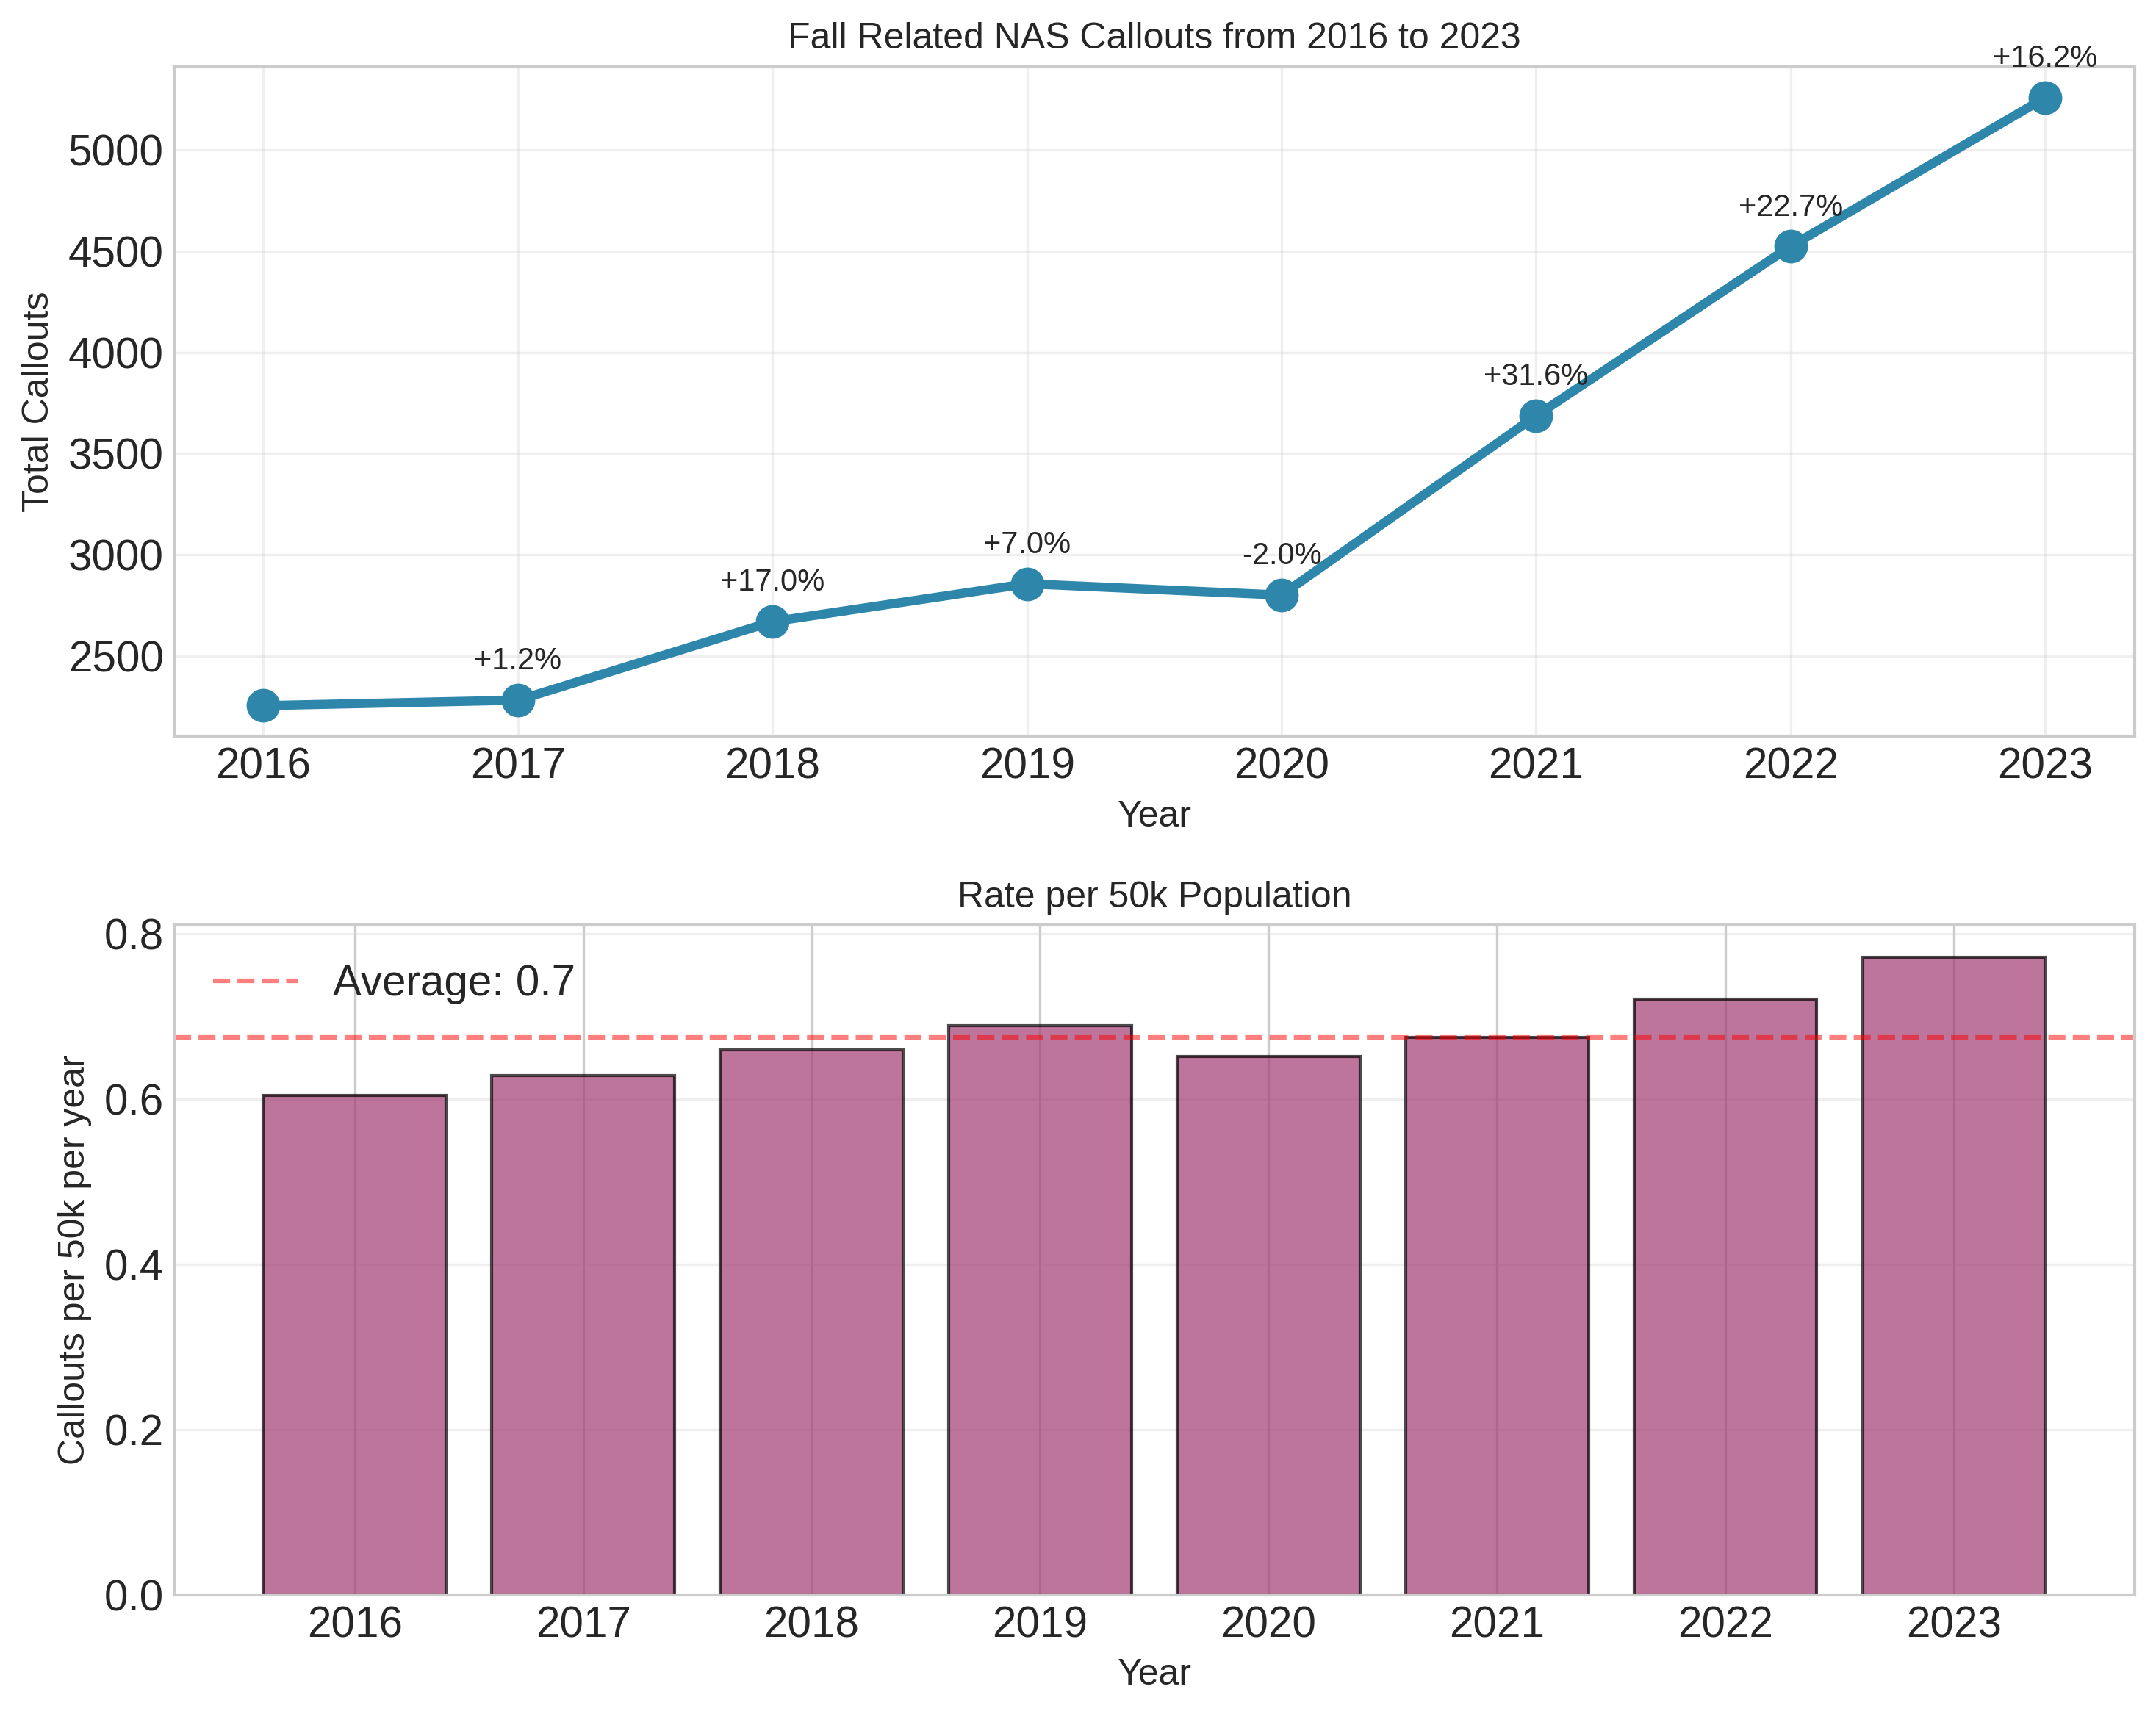 Fall Related NAS Callouts from 2016 to 2023
+16.2%
5000
+22.7%
4500
4000
+31.6%
3500
3000
+7.0%
-2.0%
+17.0%
2500
+1.2%
Total Callouts
2016 2017 2018 2019 2020 2021 2022 2023
Year
Rate per 50k Population
0.8
Average: 0.7
0.6
0.4
0.2
0.0
Callouts per 50k per year
2016 2017 2018 2019 2020 2021 2022 2023
Year